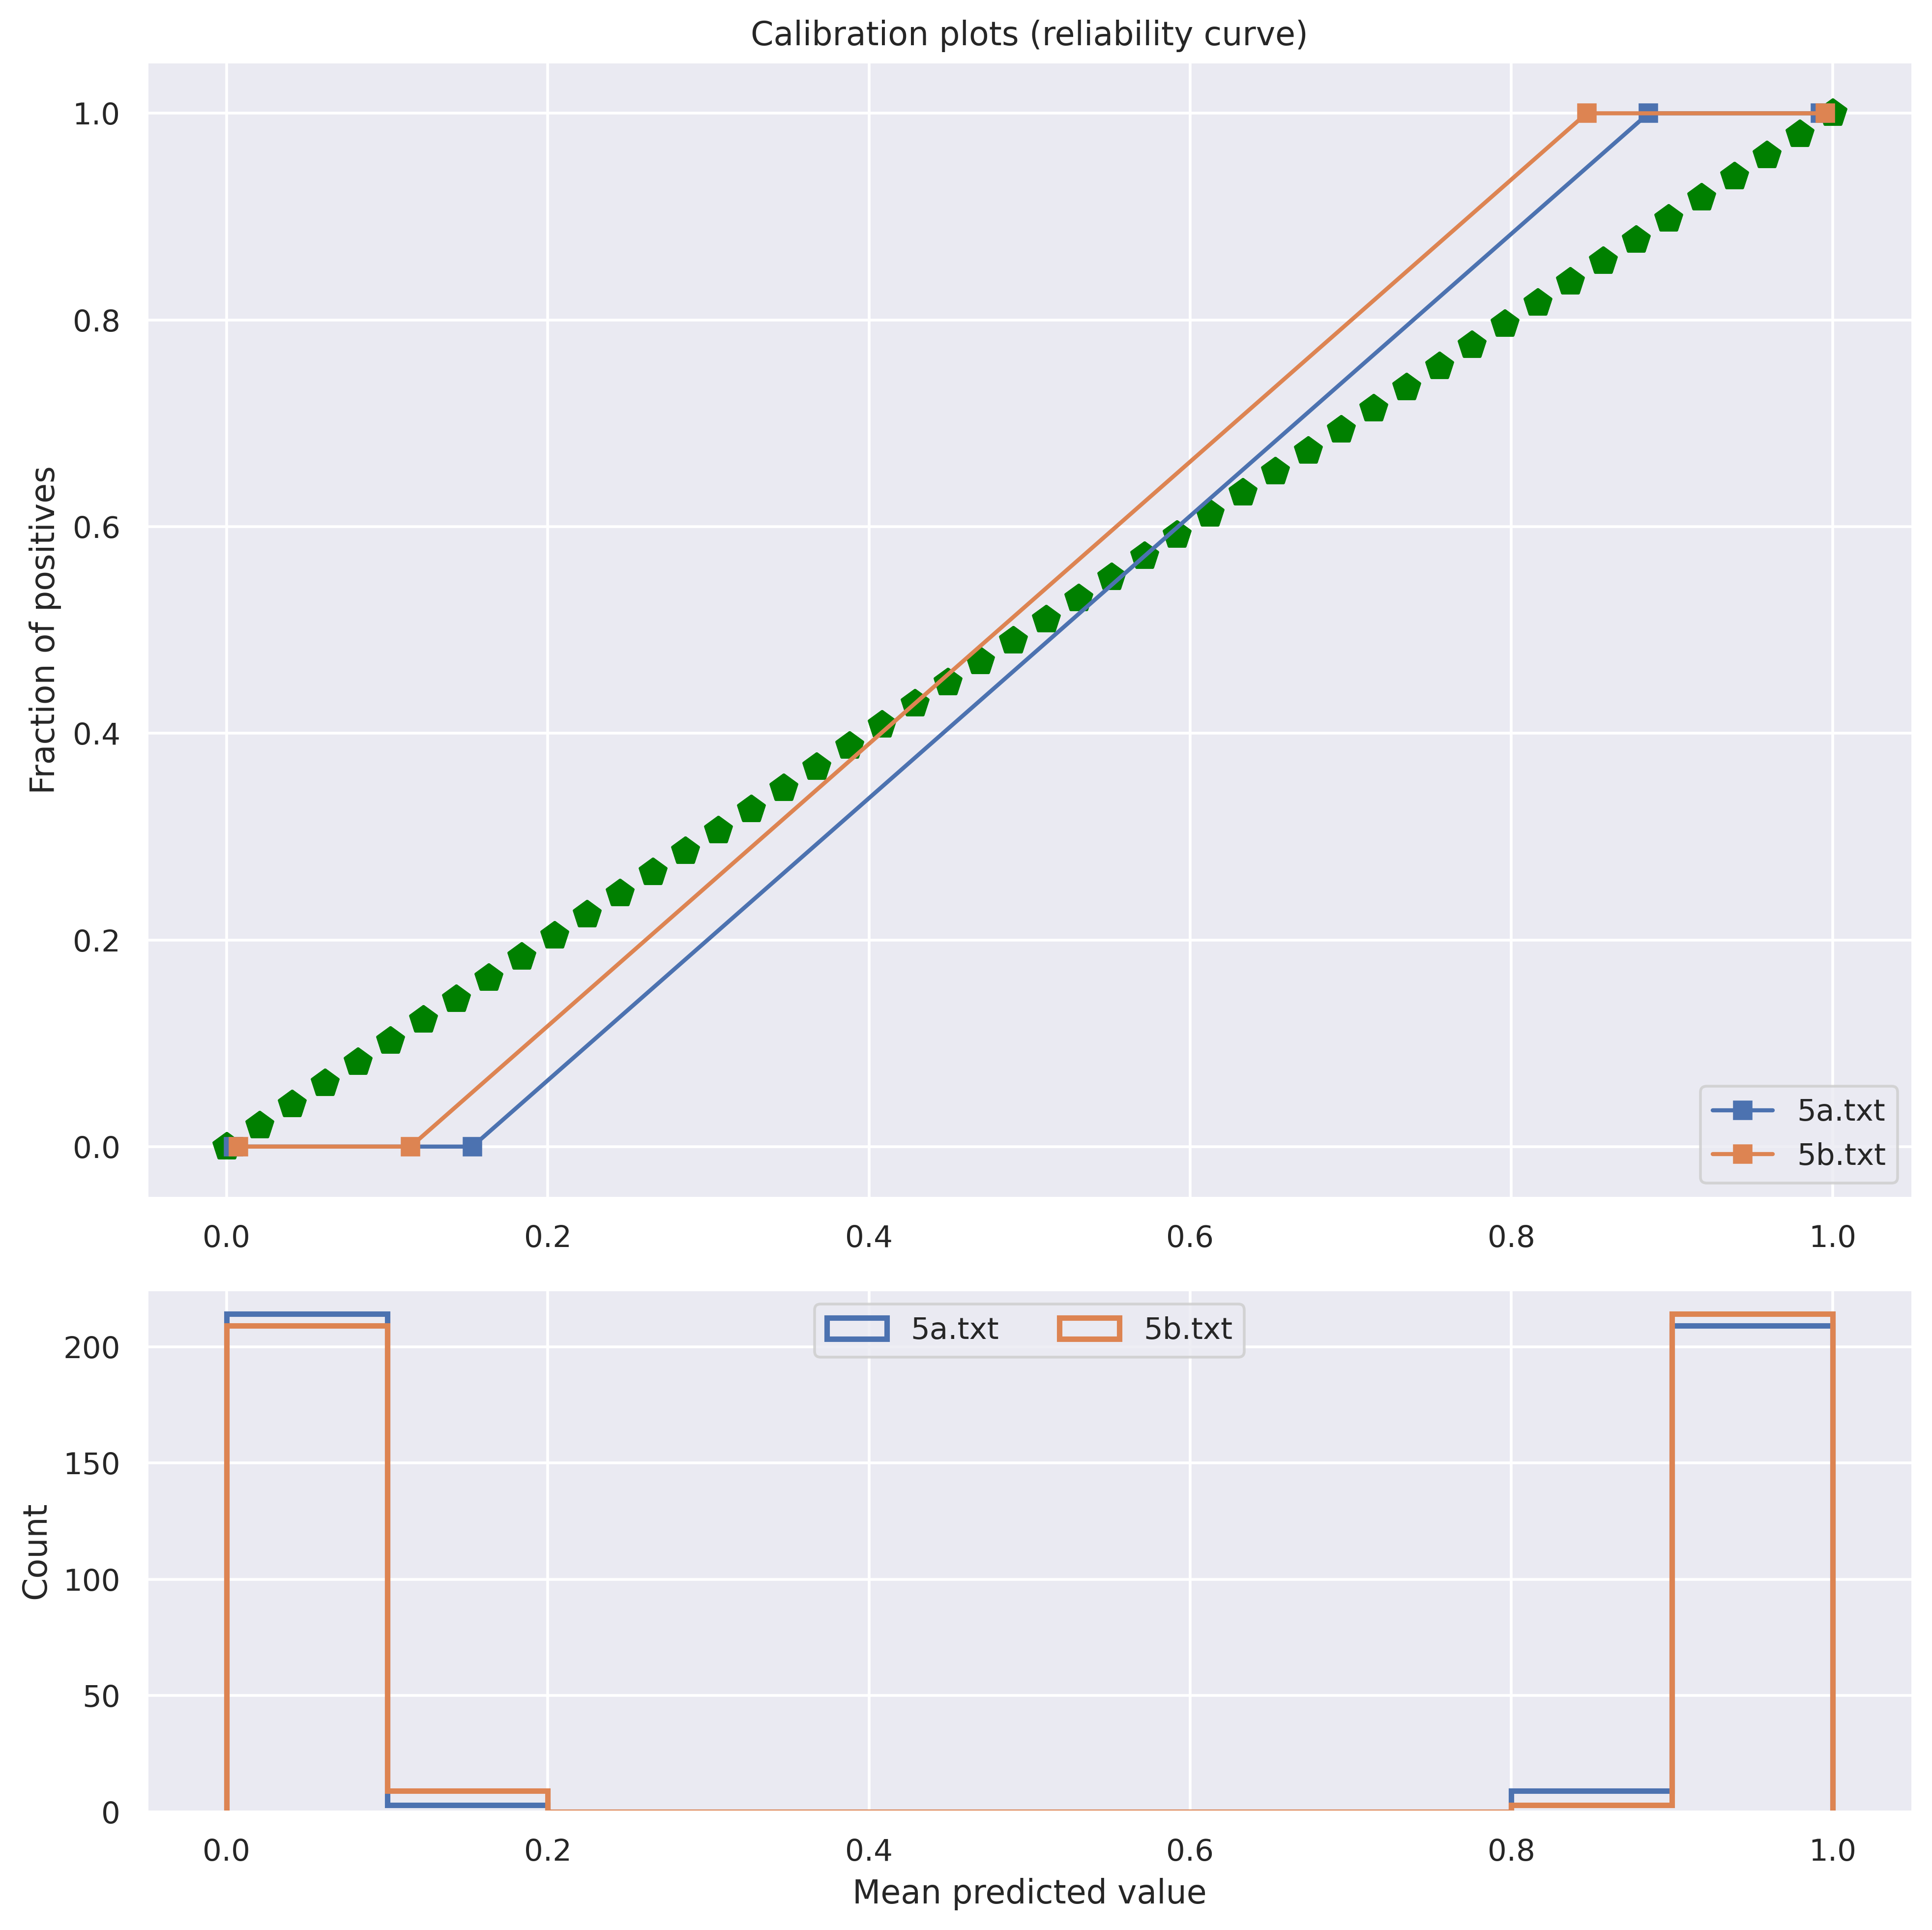 Calibration plots (reliability curve)
1.0
0.8
0.6
0.4
0.2
0.0
Fraction of positives
5a.txt
5b.txt
0.0 0.2 0.4 0.6 0.8 1.0
5a.txt 5b.txt
200
150
100
50
0
Count
0.0 0.2 0.4 0.6 0.8 1.0
Mean predicted value